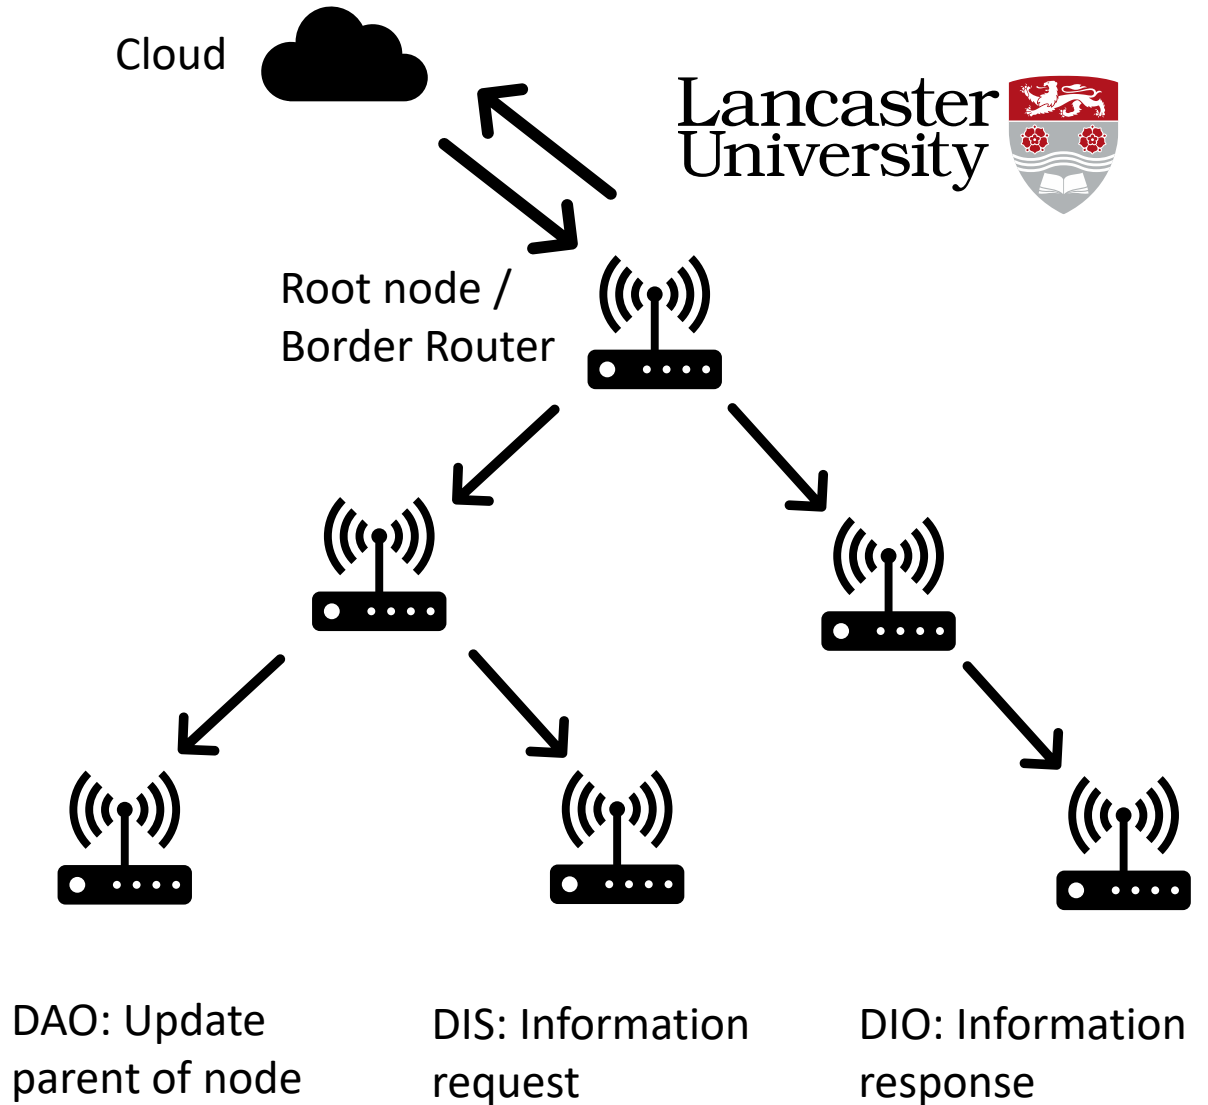 Cloud
Lancaster
University
Root node /
Border Router
DAO: Update
parent of node
DIS: Information
request
DIO: Information
response